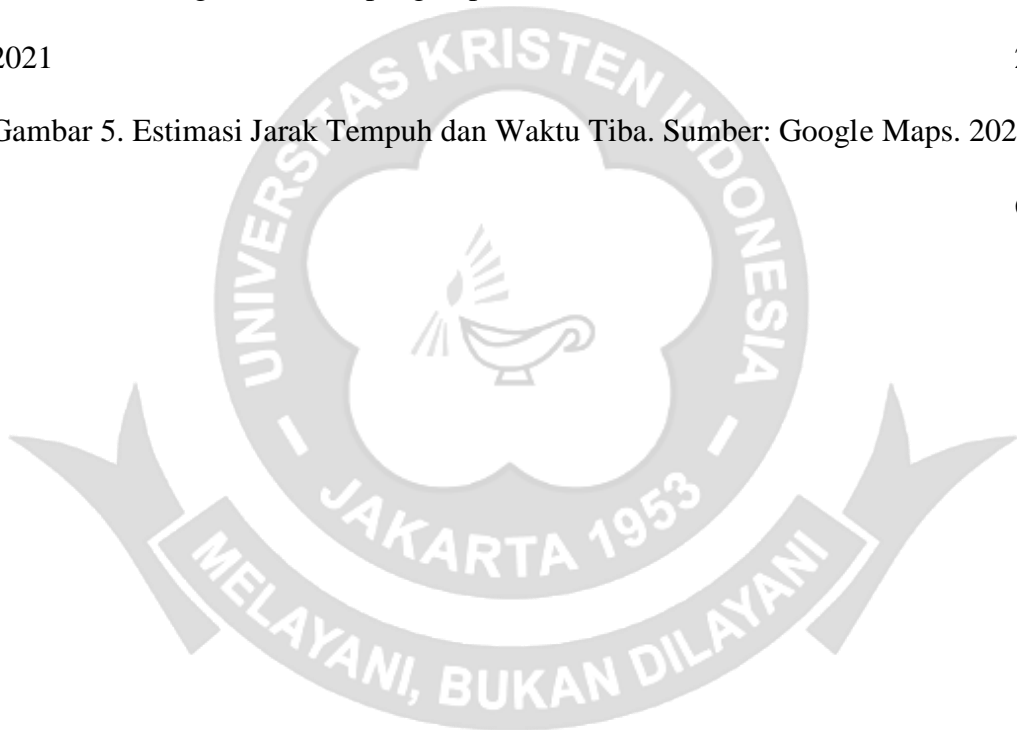 2021
Gambar 5. Estimasi Jarak Tempuh dan Waktu Tiba. Sumber: Google Maps. 202
UNIVERSITAS KRISTEN INDONESIA
JAKARTA 1953
MELAYANI, BUKAN DILAYANI